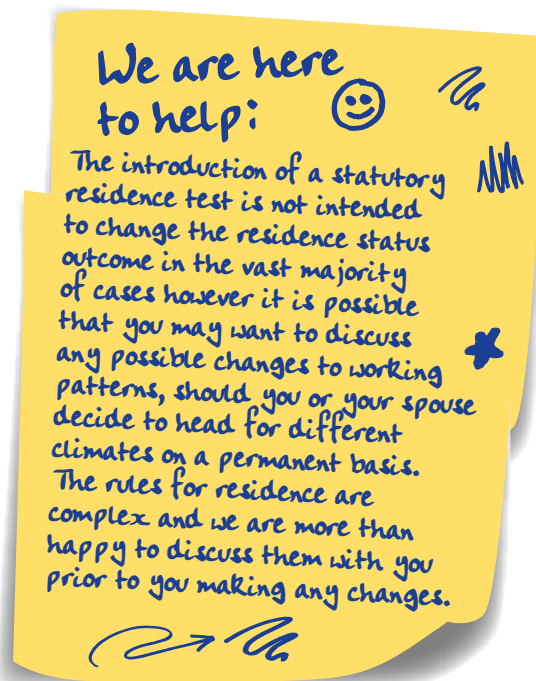 We are here
to help:
The introduction of a statutory
residence test is not intended
to change the residence status
outcome in the vast majority
of cases however it is possible
that you may want to discuss
any possible changes to working
patterns, should you or your spouse
decide to head for different
climates on a permanent basis.
The rules for residence are
complex and we are more than
happy to discuss them with you
prior to you making any changes.